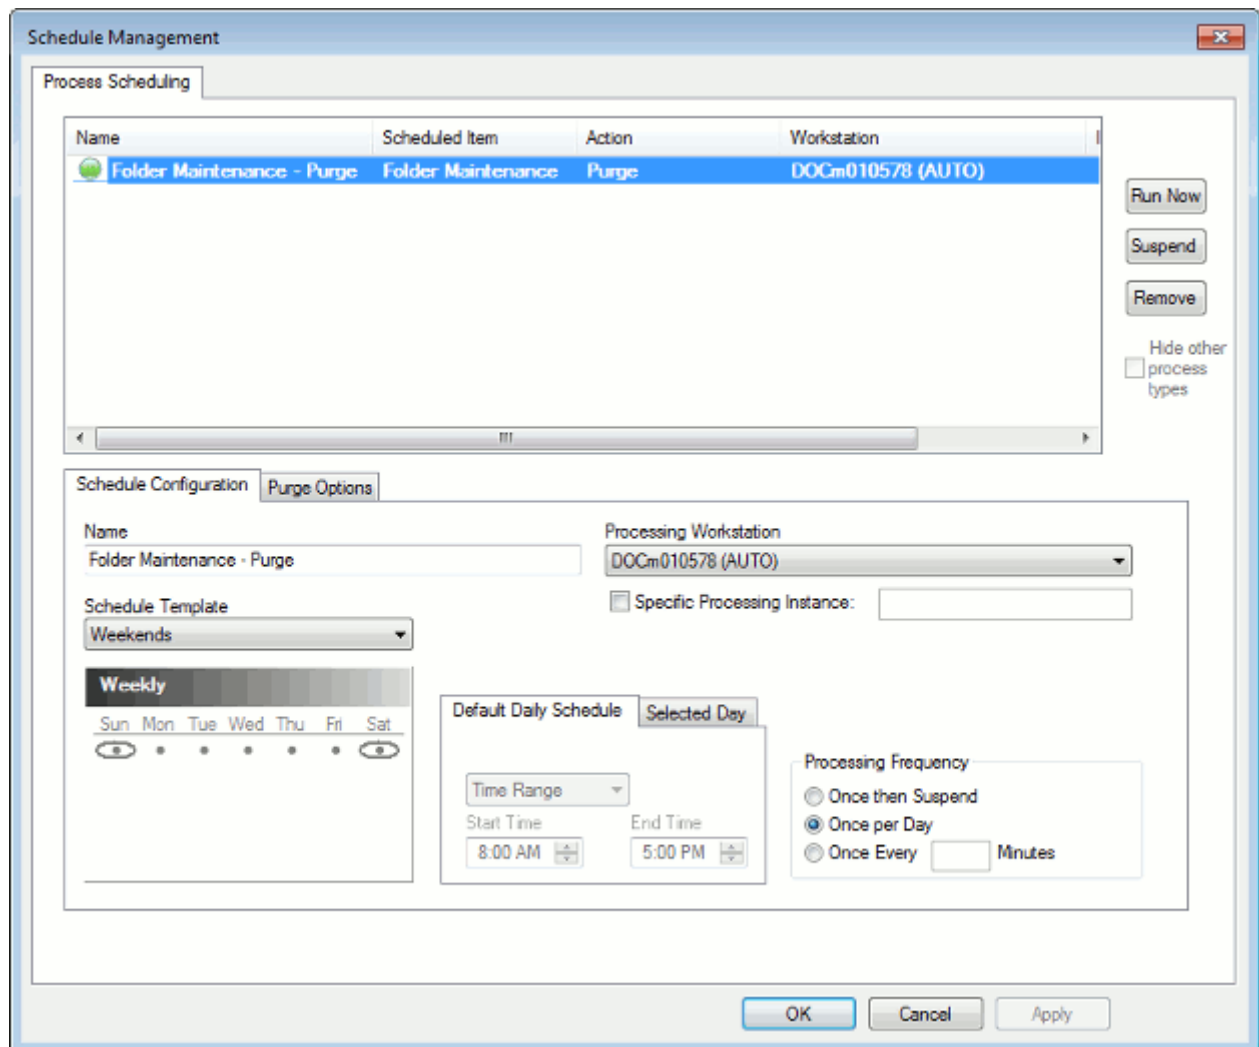 Schedule Management
Process Scheduling
Name Scheduled Item Action Workstation
Folder Maintenance - Purge Folder Maintenance Purge DOCm010578 (AUTO)
Run Now
Suspend
Remove
Hide other
process
types
Schedule Configuration Purge Options
Name Processing Workstation
Folder Maintenance - Purge DOCm010578 (AUTO)
Specific Processing Instance:
Schedule Template
Weekends
Weekly
Sun Mon Tue Wed Thu Fri Sat
Default Daily Schedule Selected Day
Time Range
Start Time End Time
8:00 AM 5:00 PM
Processing Frequency
Once then Suspend
Once per Day
Once Every Minutes
OK Cancel Apply